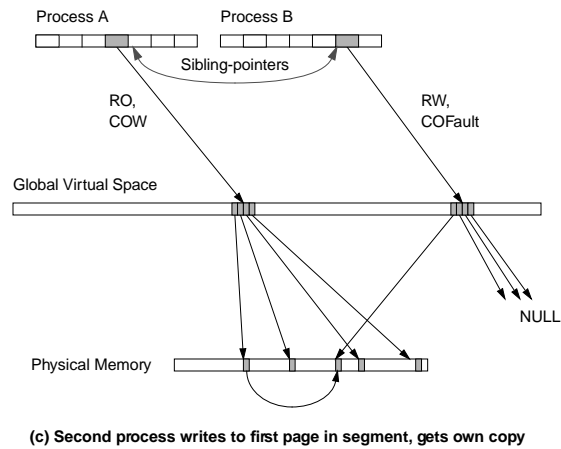 Process A
Process B
Sibling-pointers
RO,
COW
RW,
COFault
Global Virtual Space
NULL
Physical Memory
(c) Second process writes to first page in segment, gets own copy